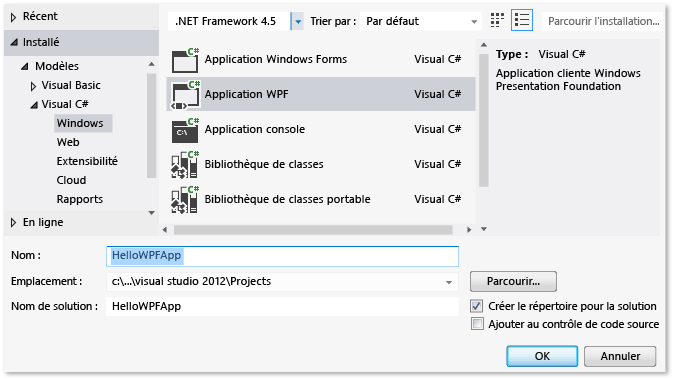 Récent
.NET Framework 4.5 Trier par : Par défaut Parcourir l'installation...
Installé
Modèles
Visual Basic
Visual C#
Windows
Web
Extensibilité
Cloud
Rapports
En ligne
C# Application Windows Forms Visual C#
C# Application WPF Visual C#
C# C:\ Application console Visual C#
C# Bibliothèque de classes Visual C#
C# Bibliothèque de classes portable Visual C#
Type : Visual C#
Application cliente Windows
Presentation Foundation
Nom : HelloWPFApp
Emplacement : c:\...\visual studio 2012\Projects Parcourir...
Nom de solution : HelloWPFApp
Créer le répertoire pour la solution
Ajouter au contrôle de code source
OK Annuler